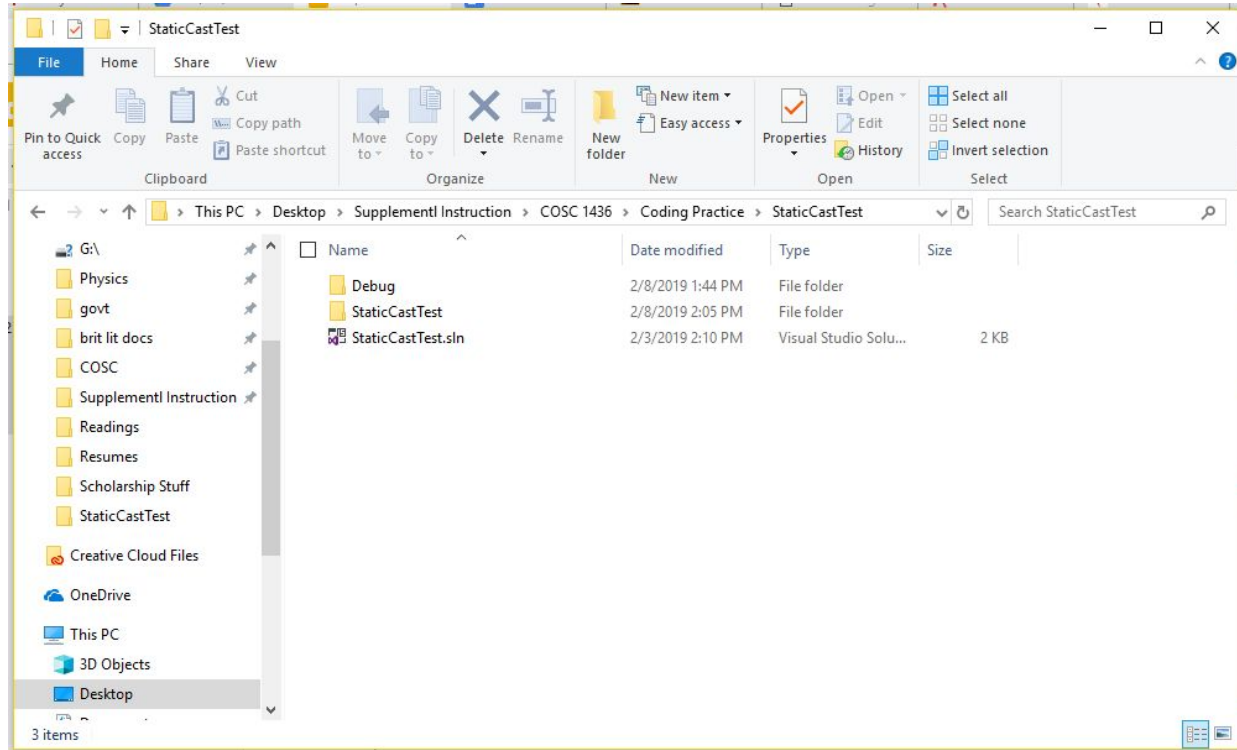 StaticCastTest
File Home Share View
Pin to Quick access
Copy
Paste
Cut
Copy path
Paste shortcut
Clipboard
Move to
Copy to
Delete
Rename
Organize
New folder
New item
Easy access
New
Properties
Open
Edit
History
Open
Select all
Select none
Invert selection
Select
This PC > Desktop > Supplementl Instruction > COSC 1436 > Coding Practice > StaticCastTest
Search StaticCastTest
G:\
Physics
govt
brit lit docs
COSC
Supplementl Instruction
Readings
Resumes
Scholarship Stuff
StaticCastTest
Creative Cloud Files
OneDrive
This PC
3D Objects
Desktop
Name Date modified Type Size
Debug 2/8/2019 1:44 PM File folder
StaticCastTest 2/8/2019 2:05 PM File folder
StaticCastTest.sln 2/3/2019 2:10 PM Visual Studio Solu... 2 KB
3 items